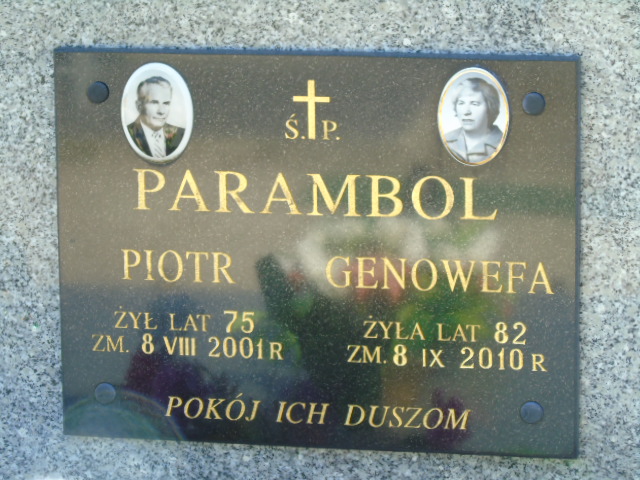 Ś. P.
PARAMBOL
PIOTR
ŻYŁ LAT 75
ZM. 8 VIII 2001 R
GENOWEFA
ŻYŁA LAT 82
ZM. 8 IX 2010 R
POKÓJ ICH DUSZOM